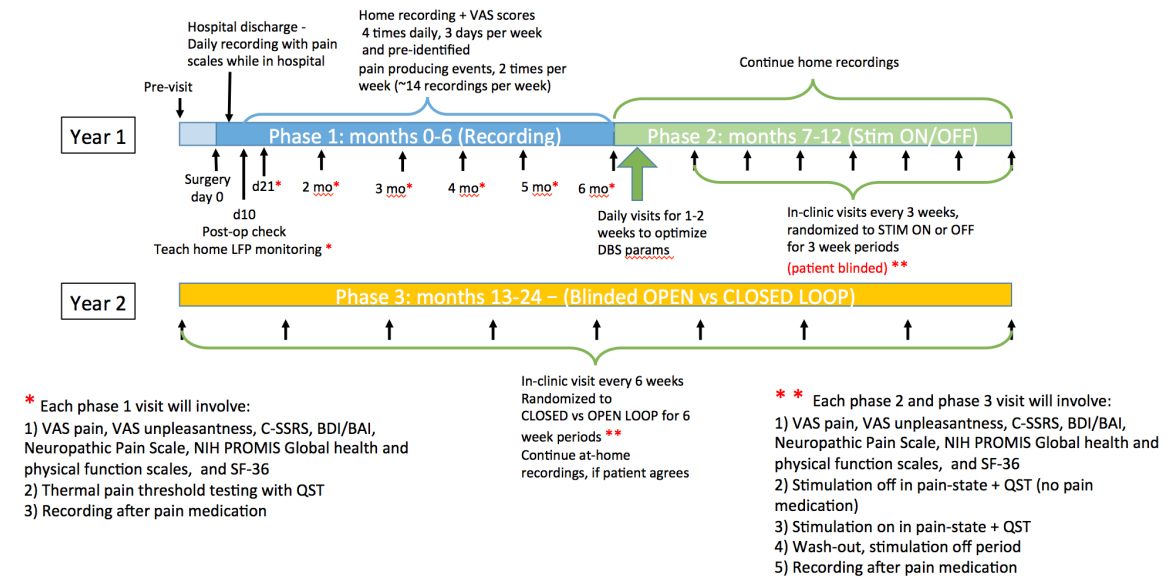 Hospital discharge -
Daily recording with pain
scales while in hospital
Home recording + VAS scores
4 times daily, 3 days per week
and pre-identified
pain producing events, 2 times per
week (~14 recordings per week)
Continue home recordings
Pre-visit
Year 1
Phase 1: months 0-6 (Recording)
Phase 2: months 7-12 (Stim ON/OFF)
Surgery
day 0
d10
Post-op check
Teach home LFP monitoring *
d21*
2 mo*
3 mo*
4 mo*
5 mo*
6 mo*
Daily visits for 1-2
weeks to optimize
DBS params
In-clinic visits every 3 weeks,
randomized to STIM ON or OFF
for 3 week periods
(patient blinded) **
Year 2
Phase 3: months 13-24 – (Blinded OPEN vs CLOSED LOOP)
In-clinic visit every 6 weeks
Randomized to
CLOSED vs OPEN LOOP for 6
week periods **
Continue at-home
recordings, if patient agrees
* Each phase 1 visit will involve:
1) VAS pain, VAS unpleasantness, C-SSRS, BDI/BAI,
Neuropathic Pain Scale, NIH PROMIS Global health and
physical function scales, and SF-36
2) Thermal pain threshold testing with QST
3) Recording after pain medication
* * Each phase 2 and phase 3 visit will involve:
1) VAS pain, VAS unpleasantness, C-SSRS, BDI/BAI,
Neuropathic Pain Scale, NIH PROMIS Global health and
physical function scales, and SF-36
2) Stimulation off in pain-state + QST (no pain
medication)
3) Stimulation on in pain-state + QST
4) Wash-out, stimulation off period
5) Recording after pain medication